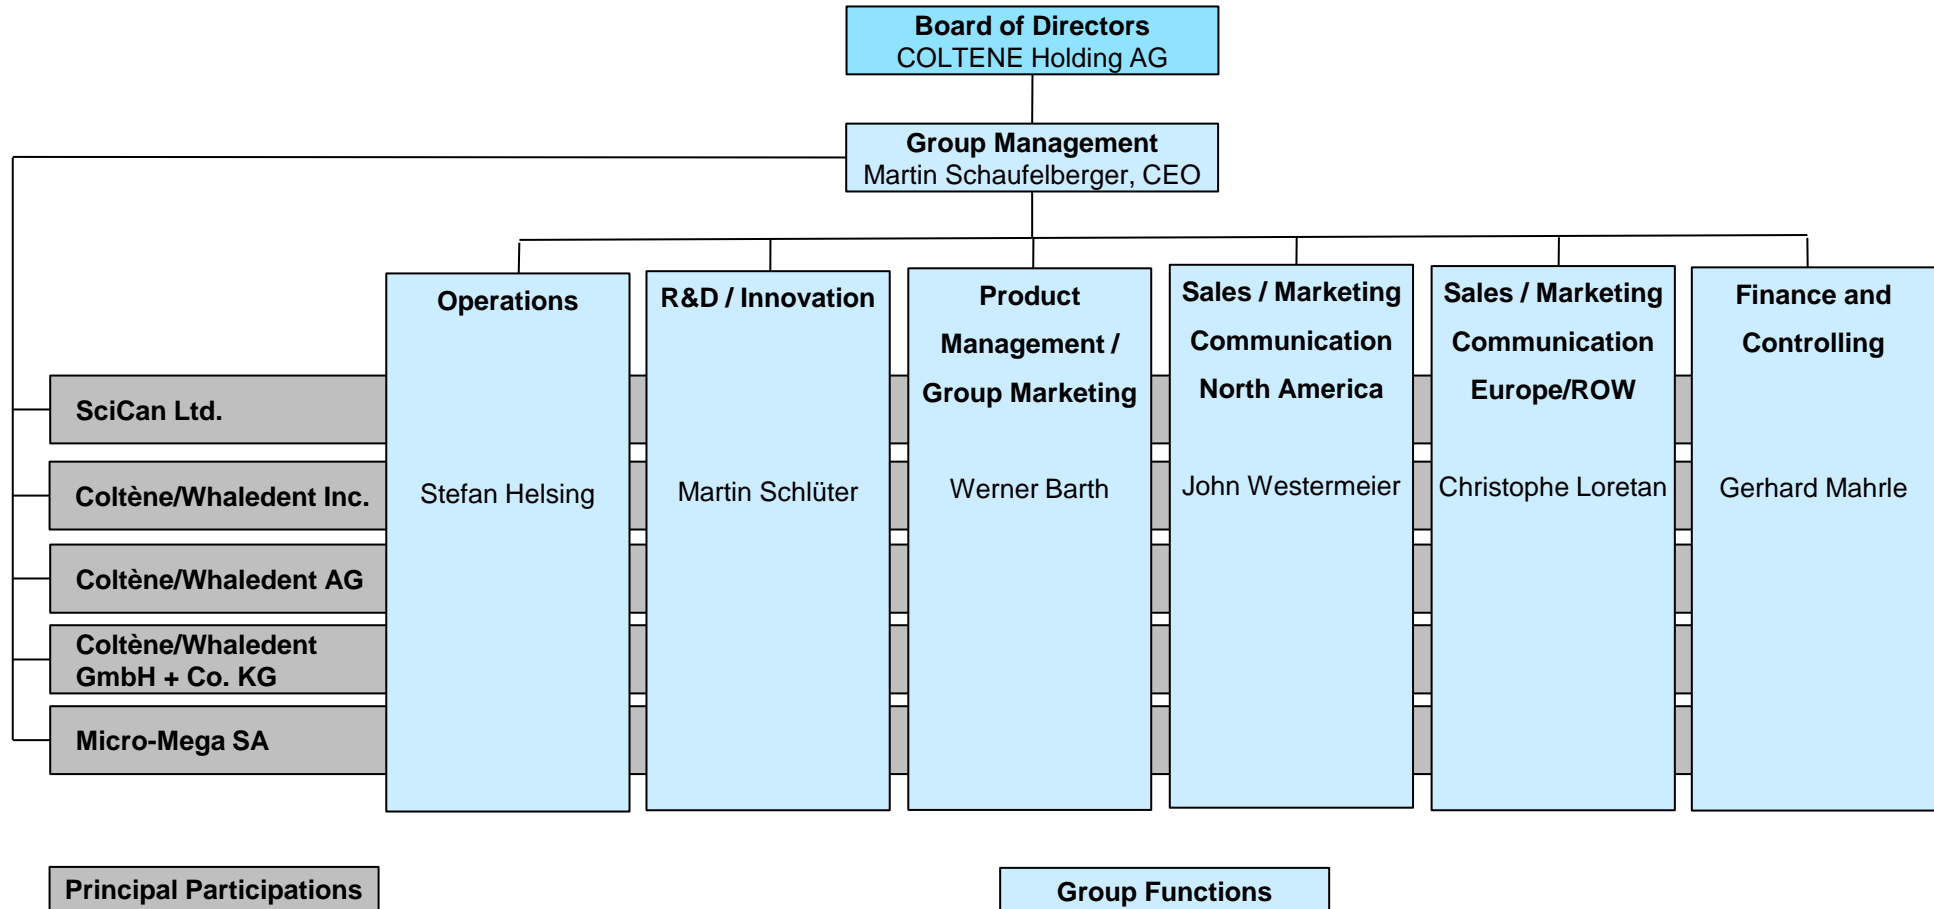 Board of Directors
COLTENE Holding AG
Group Management
Martin Schaufelberger, CEO
Operations
Stefan Helsing
R&D / Innovation
Martin Schlüter
Product
Management /
Group Marketing
Werner Barth
Sales / Marketing
Communication
North America
John Westermeier
Sales / Marketing
Communication
Europe/ROW
Christophe Loretan
Finance and
Controlling
Gerhard Mahrle
SciCan Ltd.
Coltène/Whaledent Inc.
Coltène/Whaledent AG
Coltène/Whaledent
GmbH + Co. KG
Micro-Mega SA
Principal Participations
Group Functions